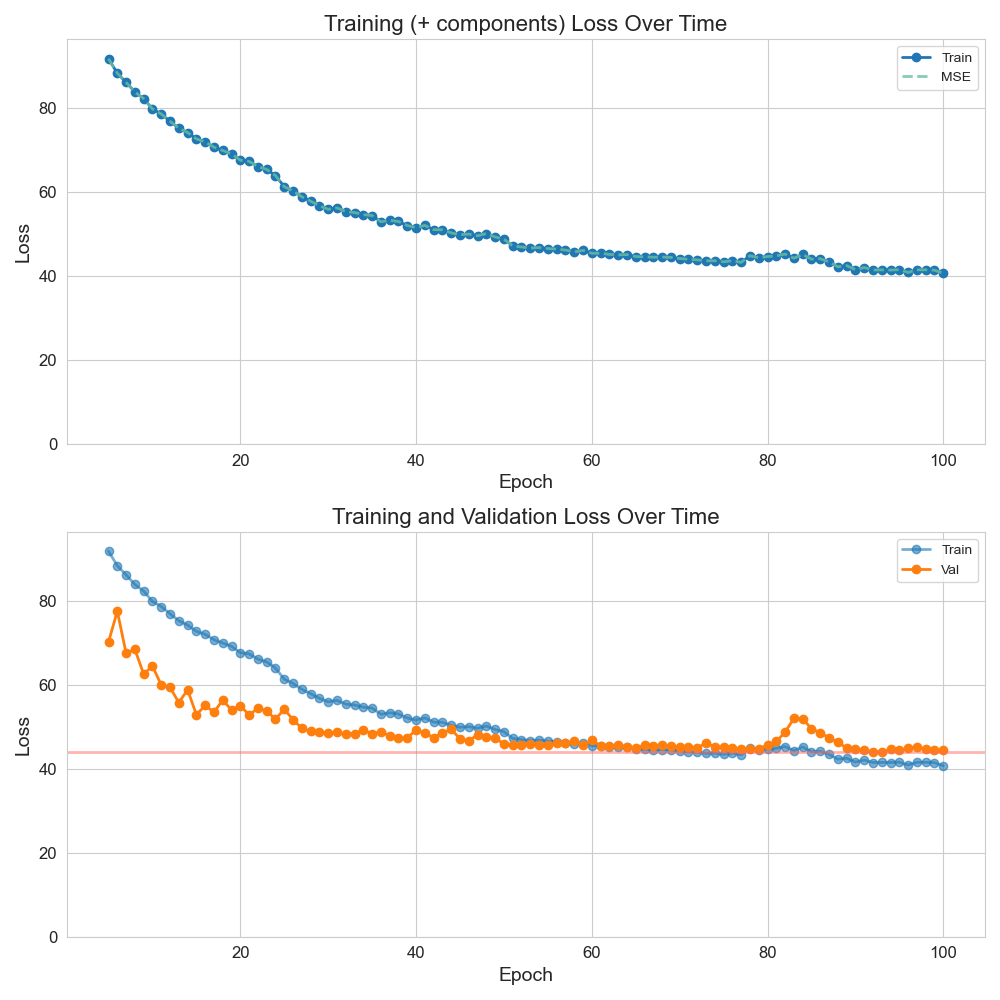 Training (+ components) Loss Over Time
Train
MSE
80
60
40
20
0
Loss
20 40 60 80 100
Epoch
Training and Validation Loss Over Time
Train
Val
80
60
40
20
0
Loss
20 40 60 80 100
Epoch